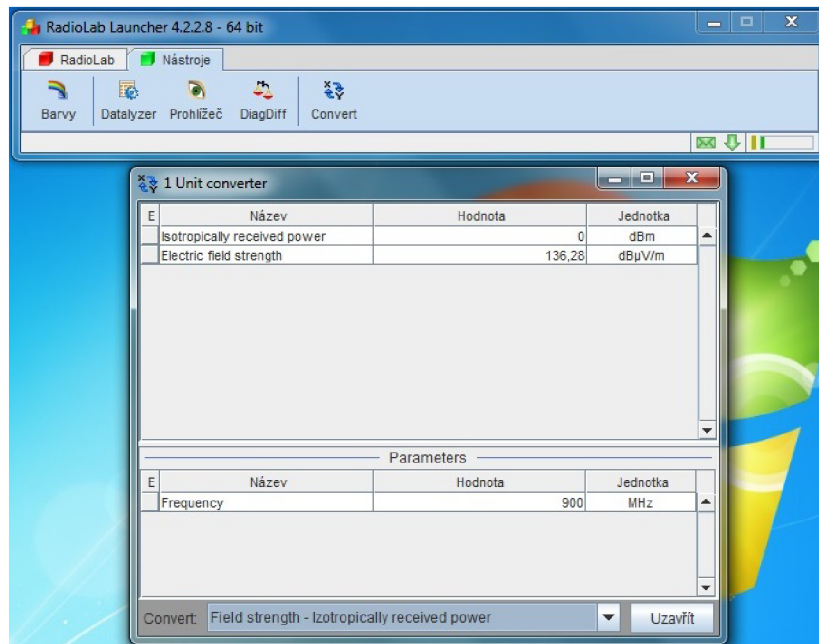 RadioLab Launcher 4.2.2.8 - 64 bit
RadioLab Nástroje
Barvy Datalyzer Prohlížeč DiagDiff Convert
1 Unit converter
E Název Hodnota Jednotka
Isotropically received power 0 dBm
Electric field strength 136,28 dBµV/m
Parameters
E Název Hodnota Jednotka
Frequency 900 MHz
Convert: Field strength - Izotropically received power Uzavřít